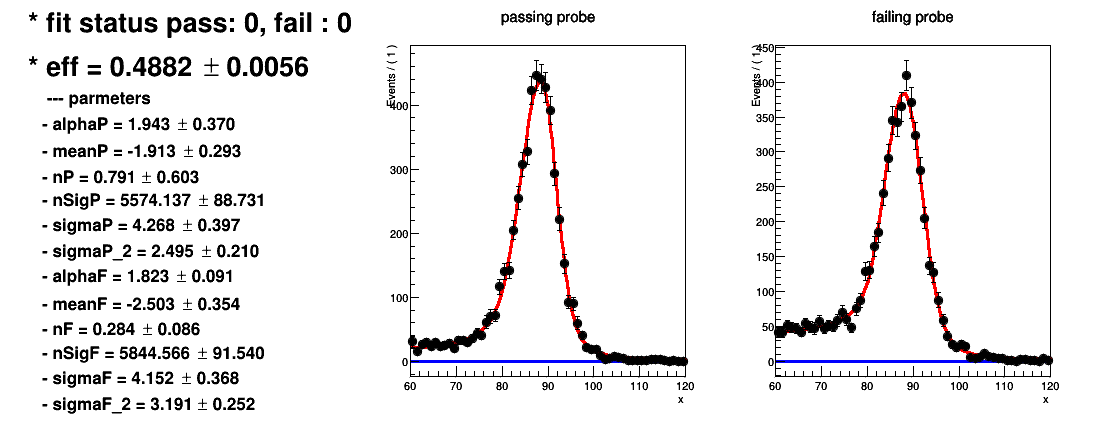 * fit status pass: 0, fail : 0
* eff = 0.4882 ± 0.0056
--- parmeters
- alphaP = 1.943 ± 0.370
- meanP = -1.913 ± 0.293
- nP = 0.791 ± 0.603
- nSigP = 5574.137 ± 88.731
- sigmaP = 4.268 ± 0.397
- sigmaP_2 = 2.495 ± 0.210
- alphaF = 1.823 ± 0.091
- meanF = -2.503 ± 0.354
- nF = 0.284 ± 0.086
- nSigF = 5844.566 ± 91.540
- sigmaF = 4.152 ± 0.368
- sigmaF_2 = 3.191 ± 0.252
passing probe
Events / ( 1 )
400
300
200
100
0
60 70 80 90 100 110 120
x
failing probe
Events / ( 1 )
450
400
350
300
250
200
150
100
50
0
60 70 80 90 100 110 120
x